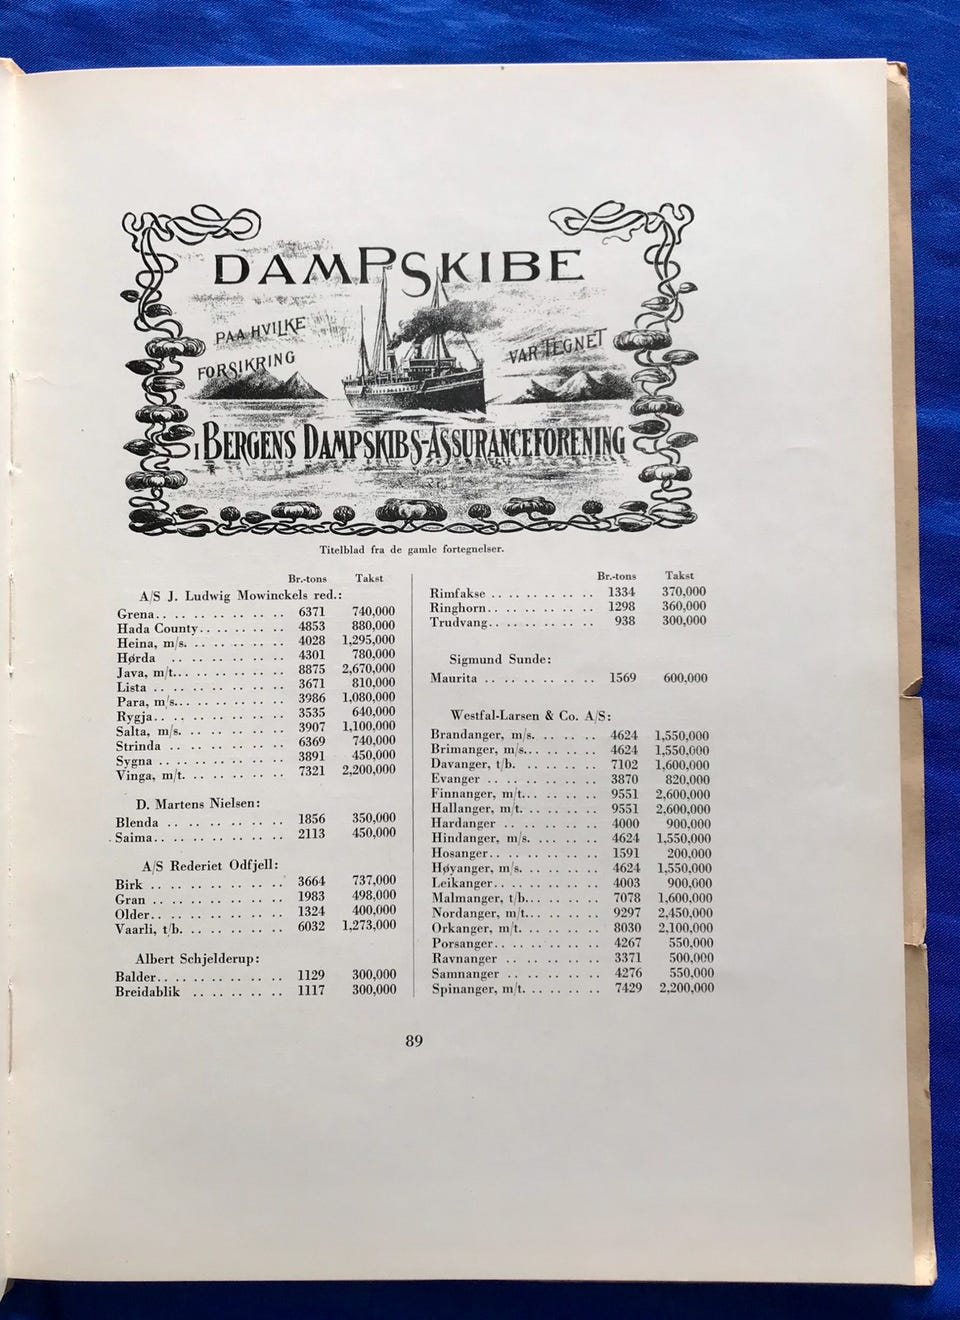 DAMPSKIBE
PAA HVILKE
FORSIKRING
VAR TEGNET
I BERGENS DAMPSKIBS-ASSURANCEFORENING
Titelblad fra de gamle fortegnelser.
Br.-tons Takst
A/S J. Ludwig Mowinckels red.:
Grena.. .. .. .. .. .. .. .. 6371 740,000
Hada County.. .. .. .. .. .. 4853 880,000
Heina, m/s. .. .. .. .. .. .. 4028 1,295,000
Hørda .. .. .. .. .. .. .. 4301 780,000
Java, m/t... .. .. .. .. .. .. 8875 2,670,000
Lista .. .. .. .. .. .. .. .. 3671 810,000
Para, m/s... .. .. .. .. .. .. 3986 1,080,000
Rygja.. .. .. .. .. .. .. .. 3535 640,000
Salta, m/s. .. .. .. .. .. .. 3907 1,100,000
Strinda .. .. .. .. .. .. .. 6369 740,000
Sygna .. .. .. .. .. .. .. .. 3891 450,000
Vinga, m/t. .. .. .. .. .. .. 7321 2,200,000
D. Martens Nielsen:
Blenda .. .. .. .. .. .. .. 1856 350,000
Saima.. .. .. .. .. .. .. .. 2113 450,000
A/S Rederiet Odfjell:
Birk .. .. .. .. .. .. .. .. 3664 737,000
Gran .. .. .. .. .. .. .. .. 1983 498,000
Older.. .. .. .. .. .. .. .. 1324 400,000
Vaarli, t/b. .. .. .. .. .. .. 6032 1,273,000
Albert Schjelderup:
Balder.. .. .. .. .. .. .. .. 1129 300,000
Breidablik .. .. .. .. .. .. 1117 300,000
Br.-tons Takst
Rimfakse .. .. .. .. .. .. 1334 370,000
Ringhorn.. .. .. .. .. .. .. 1298 360,000
Trudvang.. .. .. .. .. .. .. 938 300,000
Sigmund Sunde:
Maurita .. .. .. .. .. .. .. 1569 600,000
Westfal-Larsen & Co. A/S:
Brandanger, m/s. .. .. .. .. 4624 1,550,000
Brimanger, m/s... .. .. .. .. 4624 1,550,000
Davanger, t/b. .. .. .. .. .. 7102 1,600,000
Evanger .. .. .. .. .. .. .. 3870 820,000
Finnanger, m/t... .. .. .. .. 9551 2,600,000
Hallanger, m/t. .. .. .. .. .. 9551 2,600,000
Hardanger .. .. .. .. .. .. 4000 900,000
Hindanger, m/s. .. .. .. .. 4624 1,550,000
Hosanger.. .. .. .. .. .. .. 1591 200,000
Høyanger, m/s. .. .. .. .. .. 4624 1,550,000
Leikanger.. .. .. .. .. .. .. 4003 900,000
Malmanger, t/b... .. .. .. .. 7078 1,600,000
Nordanger, m/t... .. .. .. .. 9297 2,450,000
Orkanger, m/t. .. .. .. .. .. 8030 2,100,000
Porsanger.. .. .. .. .. .. .. 4267 550,000
Ravnanger .. .. .. .. .. .. 3371 500,000
Samnanger .. .. .. .. .. .. 4276 550,000
Spinanger, m/t. .. .. .. .. .. 7429 2,200,000
89